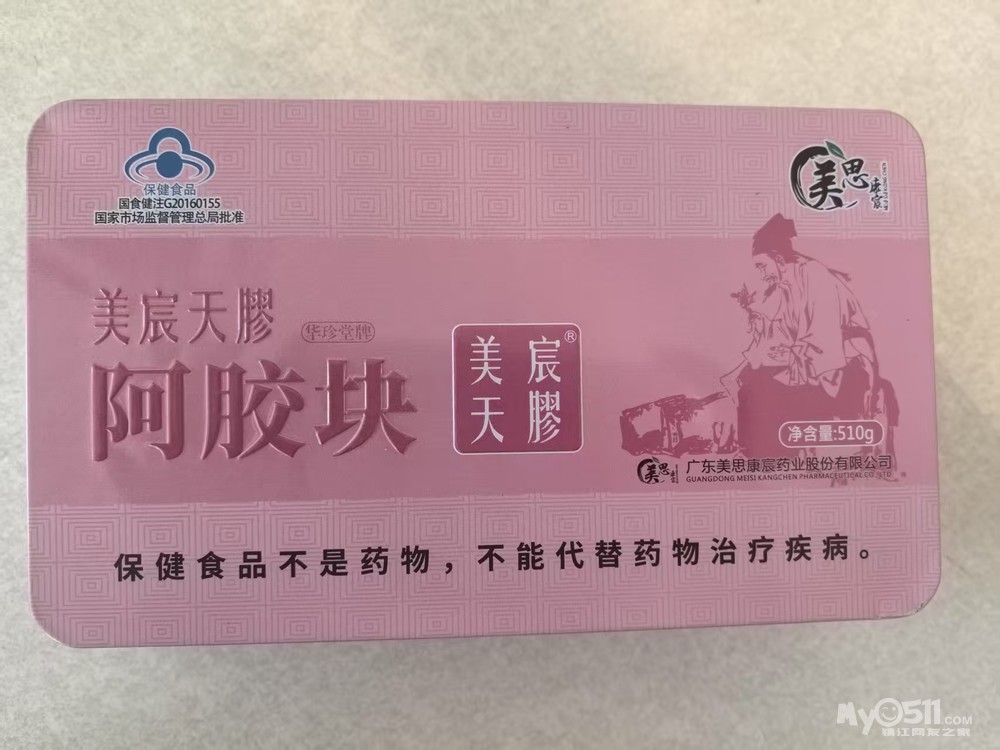 保健食品
国食健注G20160155
国家市场监督管理总局批准
美思康宸
美宸天膠
华珍堂牌
阿胶块
美宸®
天膠
净含量:510g
美思
广东美思康宸药业股份有限公司
GUANGDONG MEISI KANGCHEN PHARMACEUTICAL CO., LTD
保健食品不是药物，不能代替药物治疗疾病。
MyO511.COM
镇江网友之家